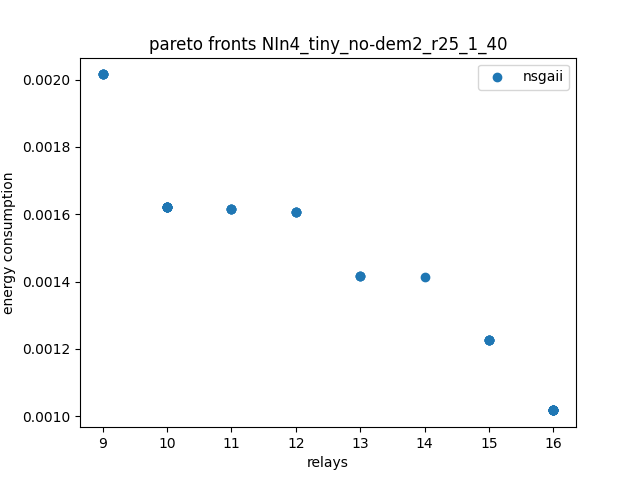 pareto fronts NIn4_tiny_no-dem2_r25_1_40
nsgaii
energy consumption
0.0020
0.0018
0.0016
0.0014
0.0012
0.0010
9 10 11 12 13 14 15 16
relays